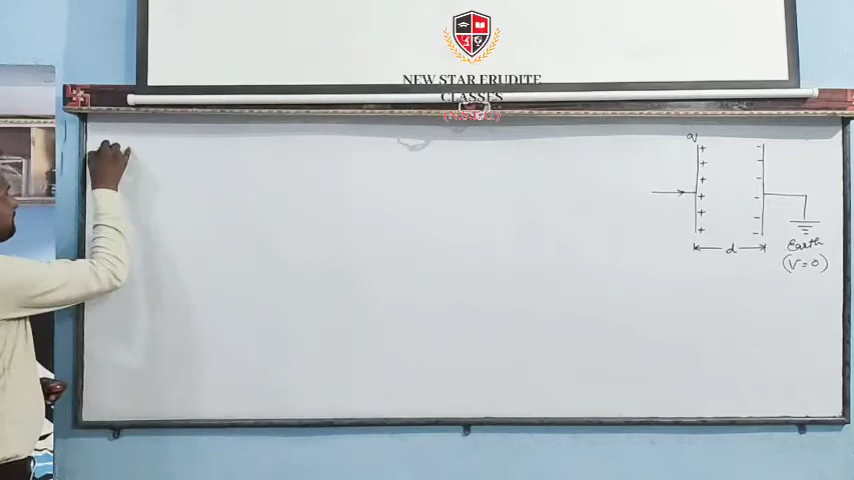 NEW STAR ERUDITE
CLASSES
(N.S.E.C)
q
+ -
+ -
+ -
+ -
+ -
+ -
d
Earth
(V = 0)